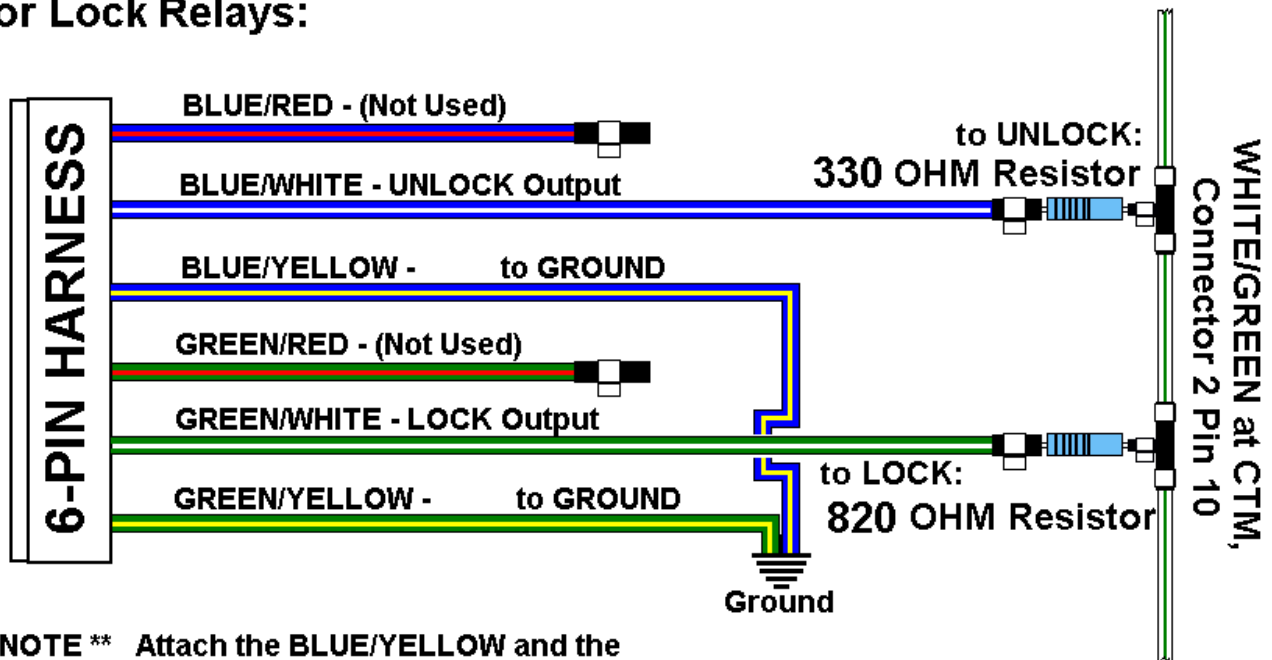 or Lock Relays:
BLUE/RED - (Not Used)
to UNLOCK:
330 OHM Resistor
BLUE/WHITE - UNLOCK Output
BLUE/YELLOW - to GROUND
GREEN/RED - (Not Used)
GREEN/WHITE - LOCK Output
to LOCK:
820 OHM Resistor
GREEN/YELLOW - to GROUND
Ground
6-PIN HARNESS
WHITE/GREEN at CTM,
Connector 2 Pin 10
NOTE ** Attach the BLUE/YELLOW and the